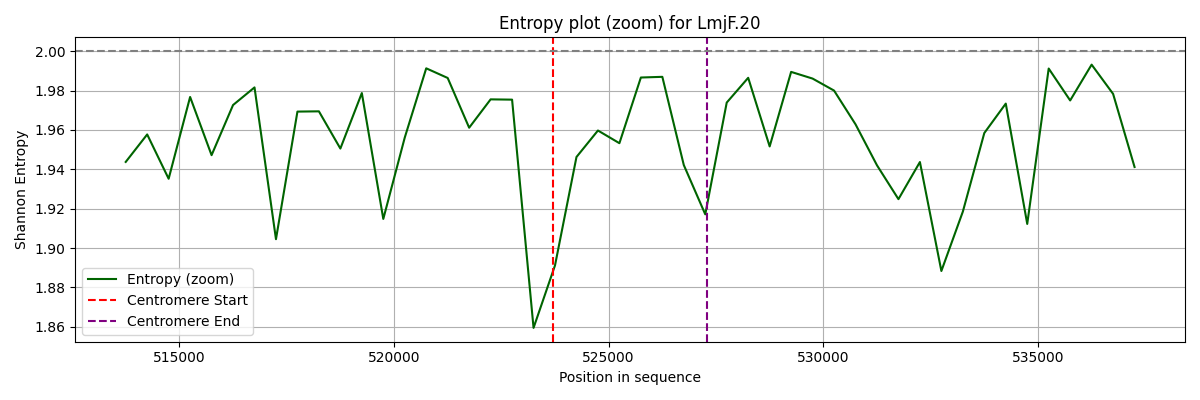 Entropy plot (zoom) for LmjF.20
Shannon Entropy
2.00
1.98
1.96
1.94
1.92
1.90
1.88
1.86
Entropy (zoom)
Centromere Start
Centromere End
515000 520000 525000 530000 535000
Position in sequence